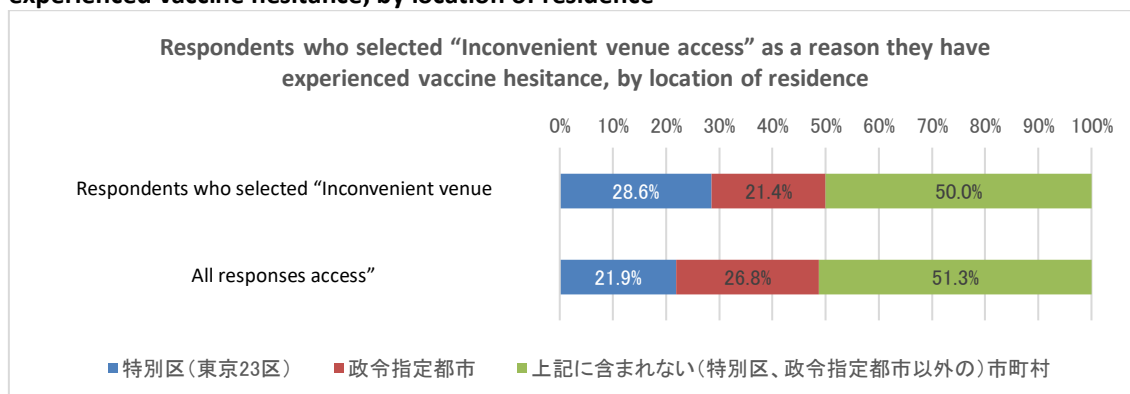 experienced vaccine hesitance, by location of residence
Respondents who selected “Inconvenient venue access” as a reason they have
experienced vaccine hesitance, by location of residence
0% 10% 20% 30% 40% 50% 60% 70% 80% 90% 100%
Respondents who selected “Inconvenient venue
28.6% 21.4% 50.0%
All responses access”
21.9% 26.8% 51.3%
特別区(東京23区) 政令指定都市 上記に含まれない(特別区、政令指定都市以外の)市町村